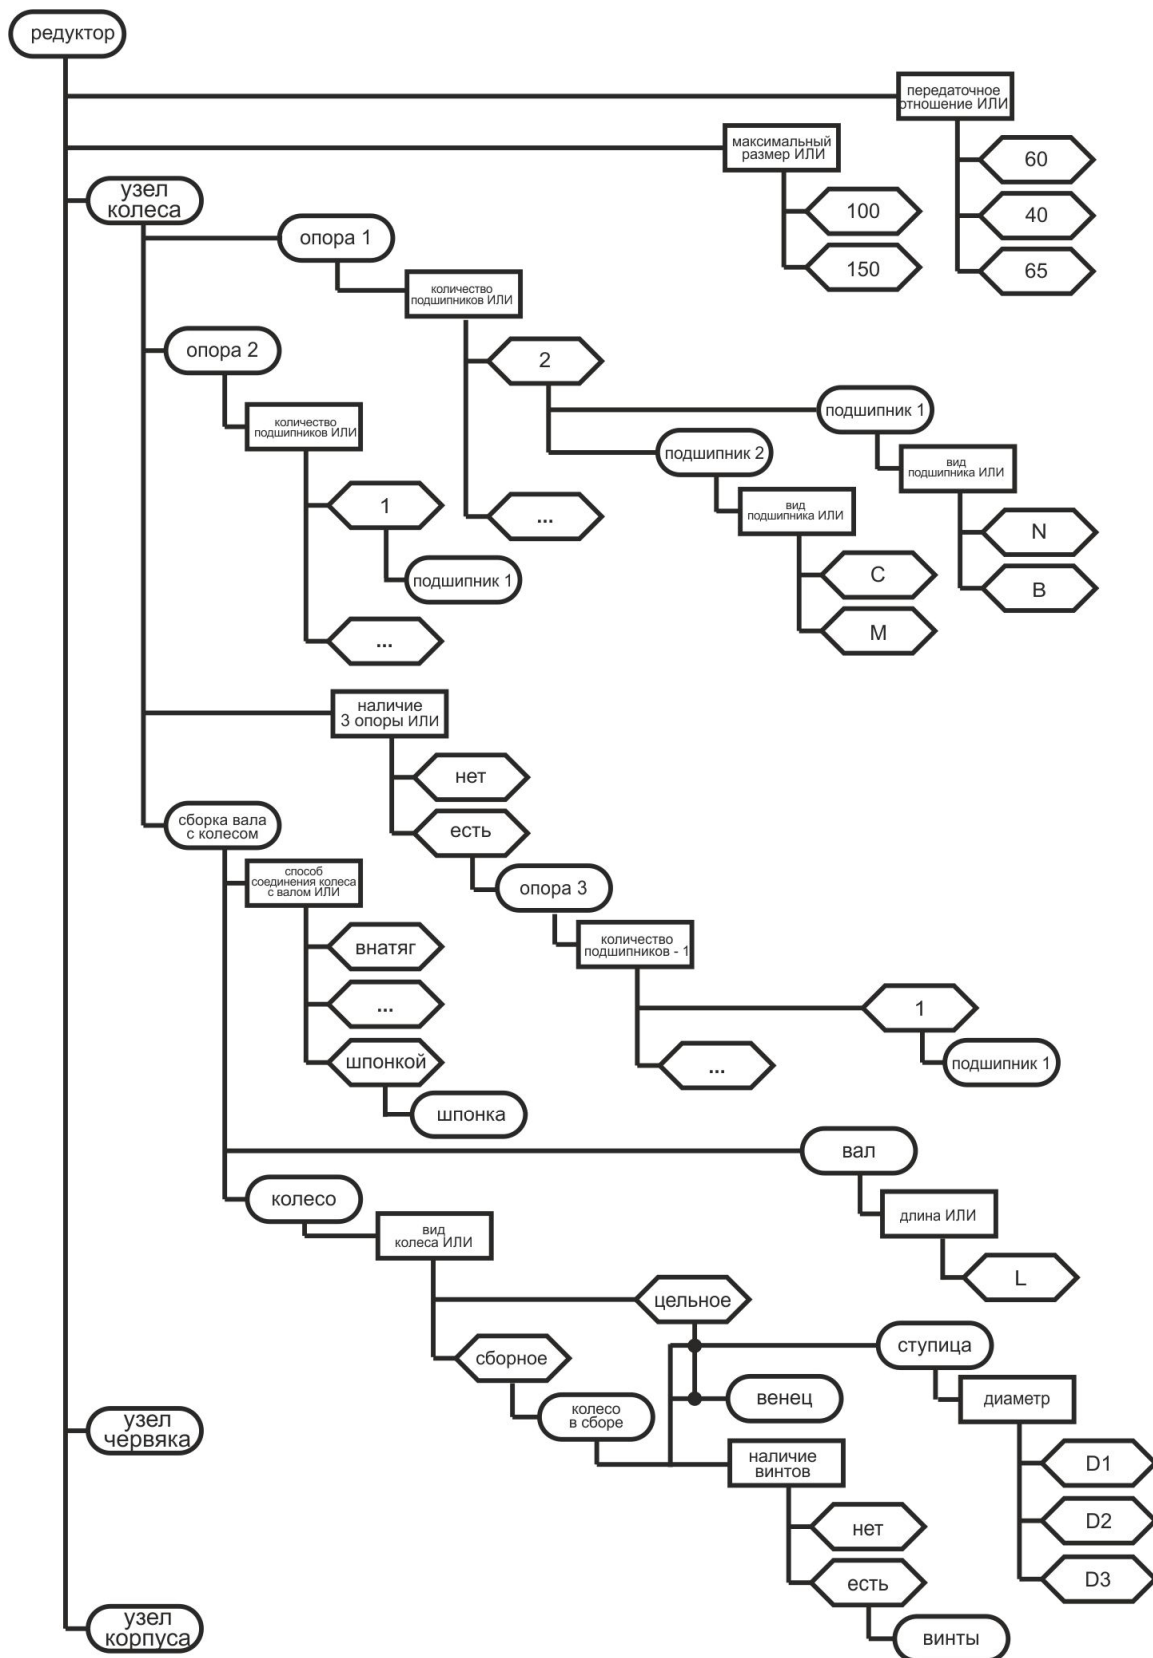 редуктор
передаточное
отношение ИЛИ
60
40
65
максимальный
размер ИЛИ
100
150
узел
колеса
опора 1
количество
подшипников ИЛИ
2
подшипник 1
вид
подшипника ИЛИ
N
B
подшипник 2
вид
подшипника ИЛИ
C
M
...
опора 2
количество
подшипников ИЛИ
1
подшипник 1
...
наличие
3 опоры ИЛИ
нет
есть
опора 3
количество
подшипников - 1
1
подшипник 1
...
сборка вала
с колесом
способ
соединения колеса
с валом ИЛИ
внатяг
...
шпонкой
шпонка
вал
длина ИЛИ
L
колесо
вид
колеса ИЛИ
цельное
сборное
колесо
в сборе
ступица
диаметр
D1
D2
D3
венец
наличие
винтов
нет
есть
винты
узел
червяка
узел
корпуса